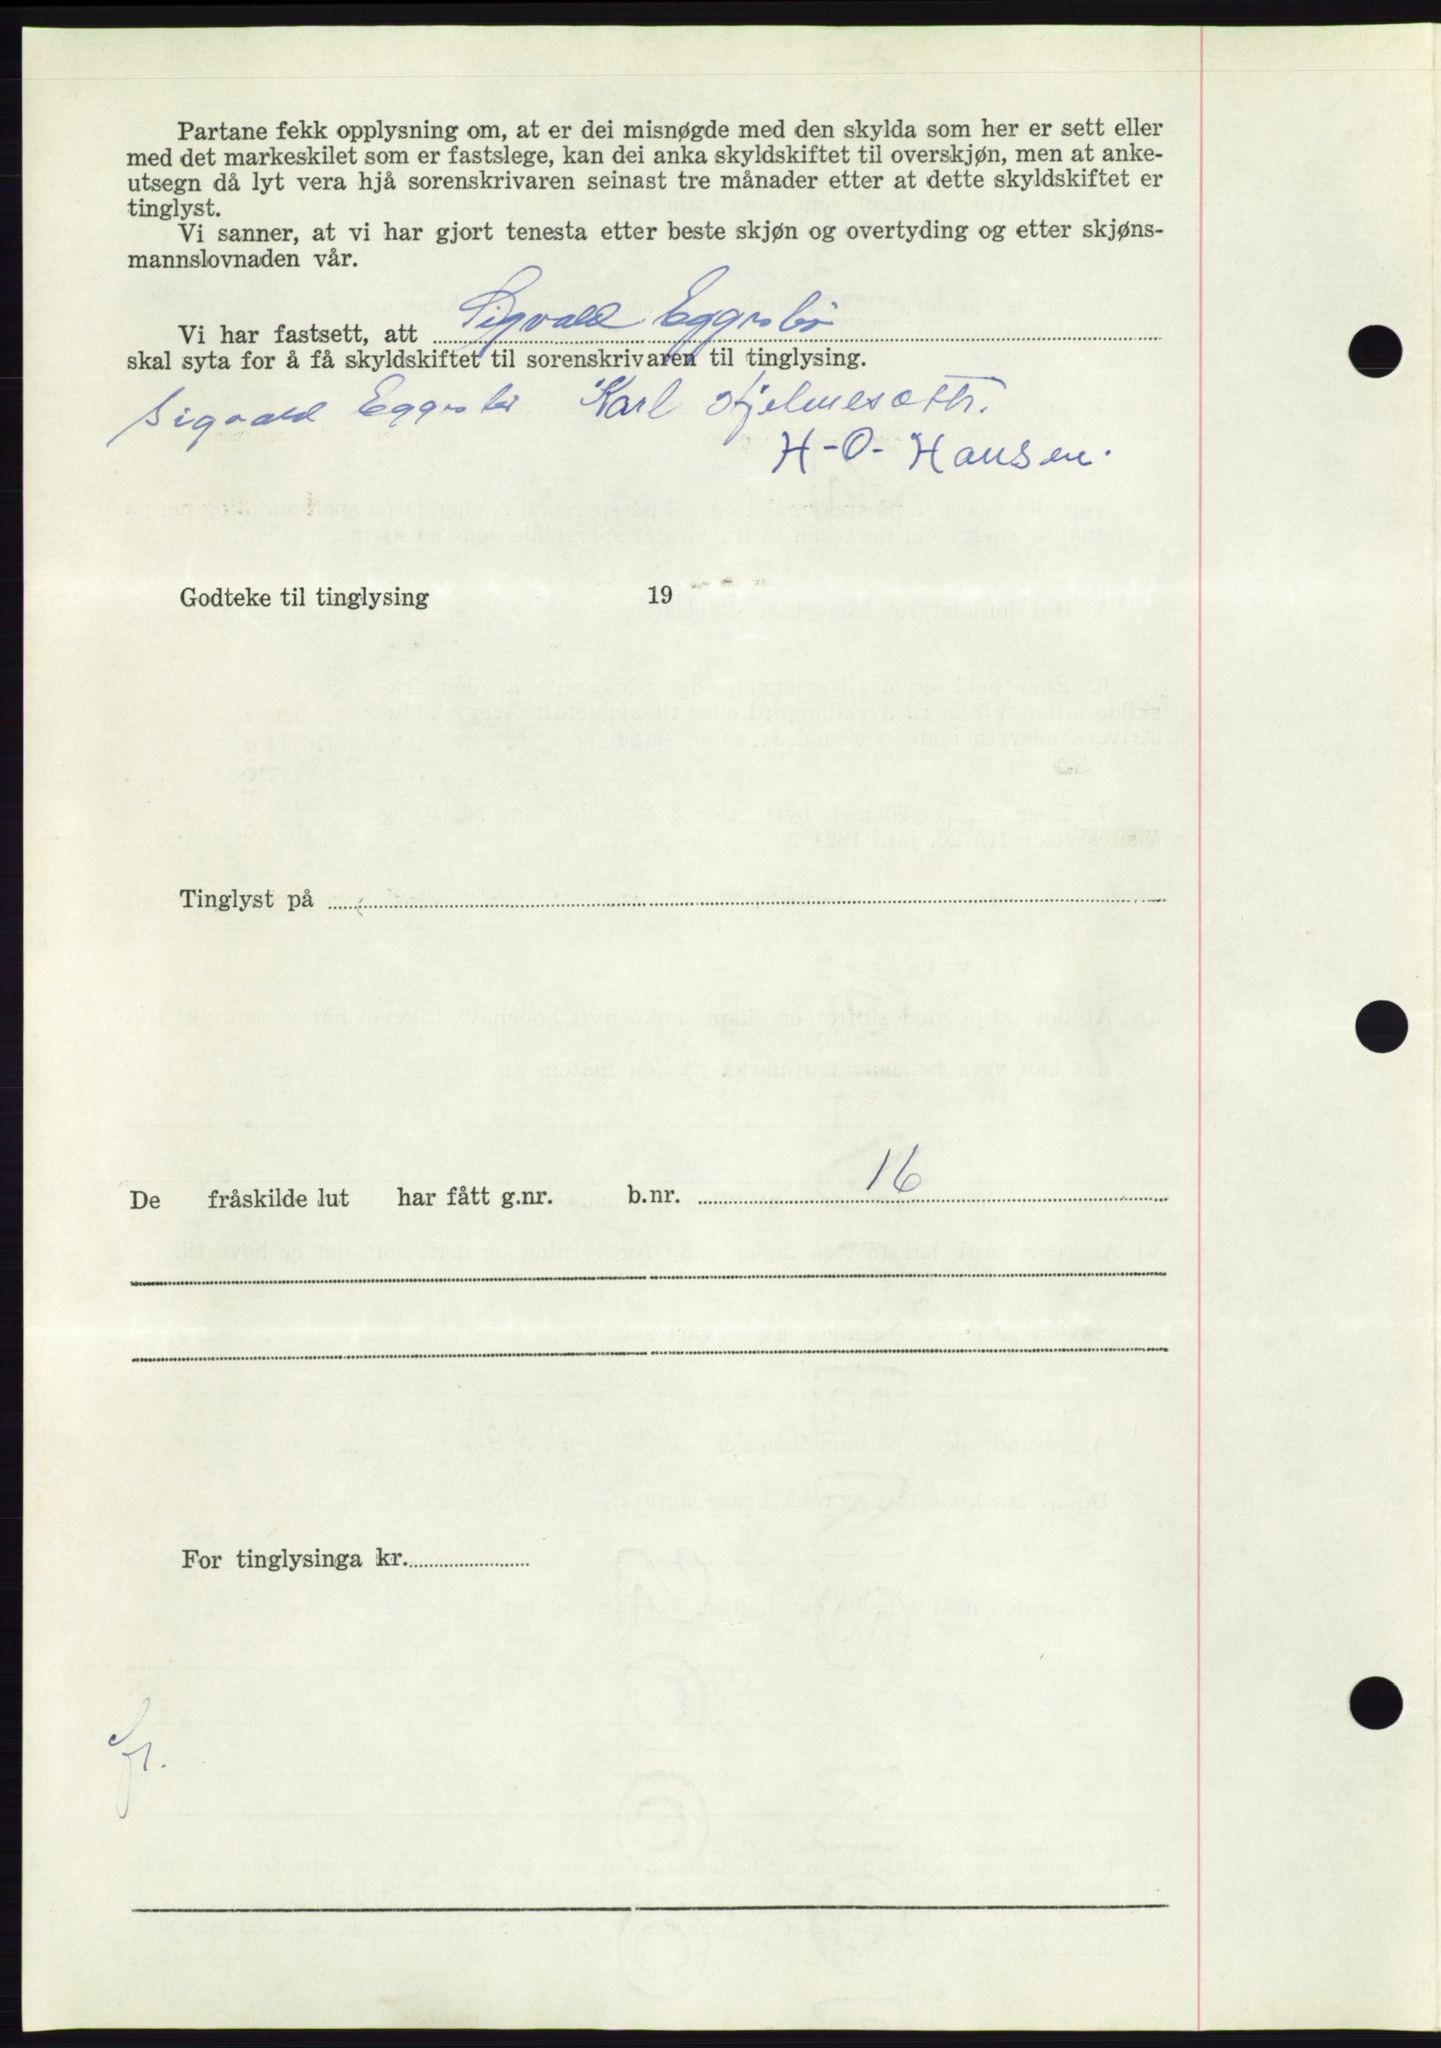 Partane fekk opplysning om, at er dei misnøgde med den skylda som her er sett eller
med det markeskilet som er fastslege, kan dei anka skyldskiftet til overskjøn, men at anke-
utsegn då lyt vera hjå sorenskrivaren seinast tre månader etter at dette skyldskiftet er
tinglyst.
Vi sanner, at vi har gjort tenesta etter beste skjøn og overtyding og etter skjøns-
mannslovnaden vår.
Vi har fastsett, att Sigvald Eggesbø
skal syta for å få skyldskiftet til sorenskrivaren til tinglysing.
Sigvald Eggesbø Karl Hjelmeseth.
H-O- Hansen.
Godteke til tinglysing 19
Tinglyst på
De fråskilde lut har fått g.nr. b.nr. 16
For tinglysinga kr.